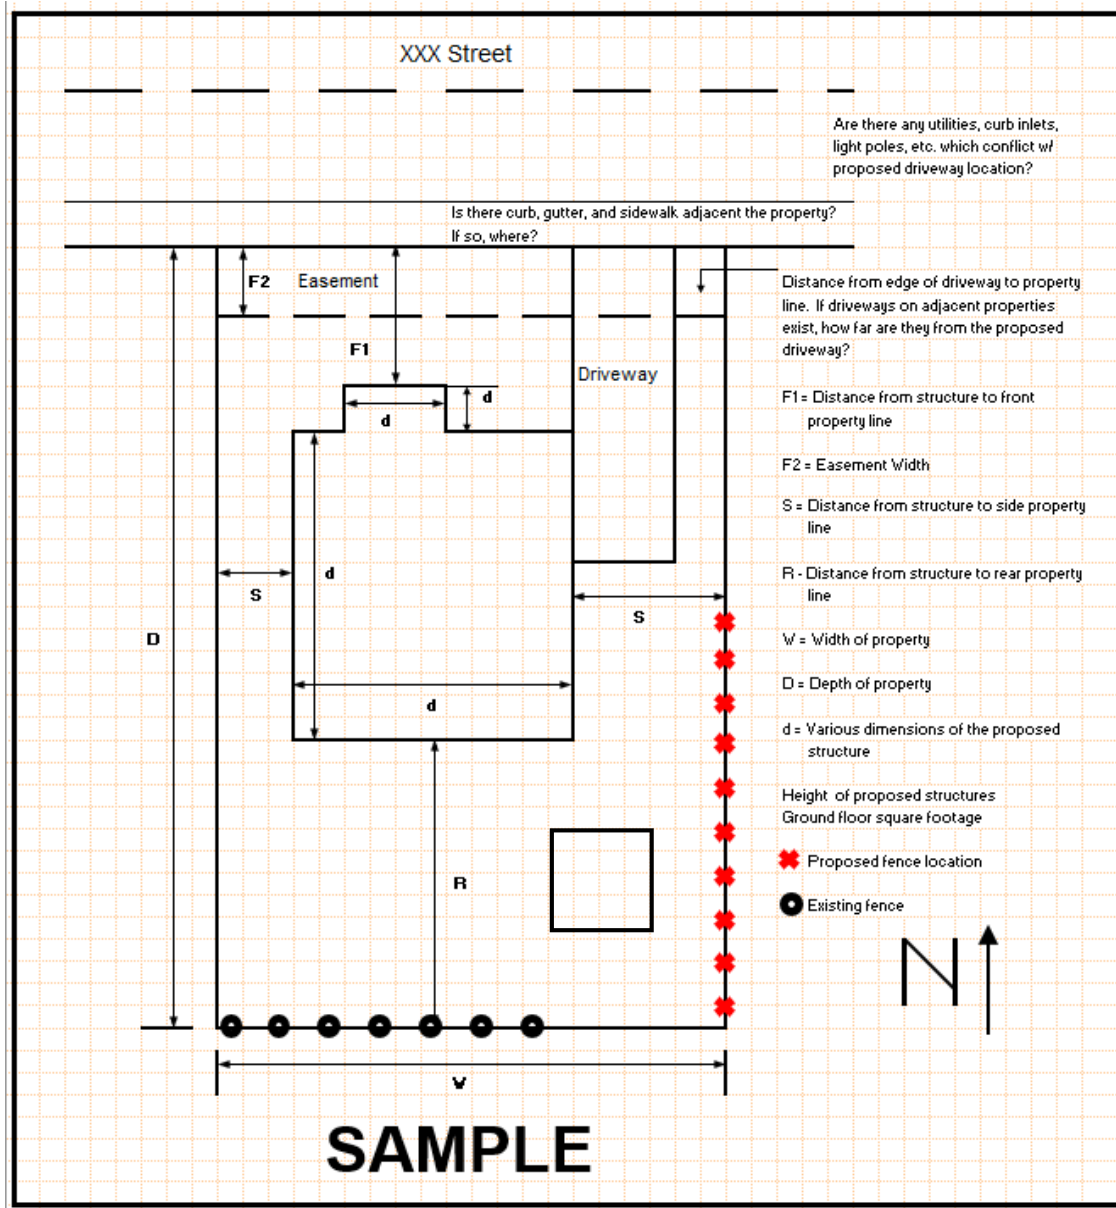 XXX Street
Are there any utilities, curb inlets,
light poles, etc. which conflict w/
proposed driveway location?
Is there curb, gutter, and sidewalk adjacent the property?
If so, where?
F2
Easement
Distance from edge of driveway to property
line. If driveways on adjacent properties
exist, how far are they from the proposed
driveway?
F1
Driveway
d
d
F1 = Distance from structure to front
property line
F2 = Easement Width
S = Distance from structure to side property
line
d
S
R - Distance from structure to rear property
line
S
D
W = Width of property
D = Depth of property
d
d = Various dimensions of the proposed
structure
Height of proposed structures
Ground floor square footage
Proposed fence location
R
Existing fence
N
W
SAMPLE